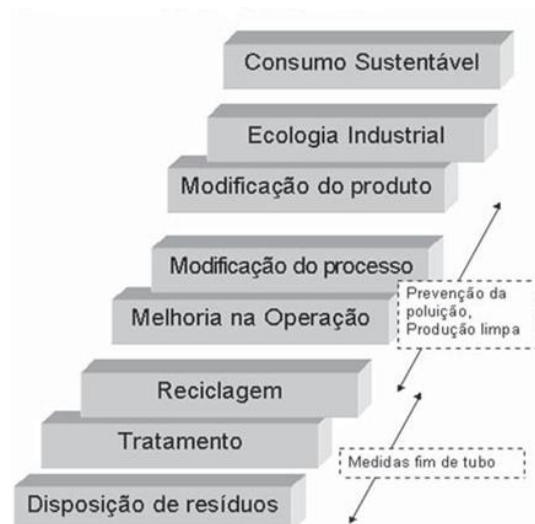 Consumo Sustentável
Ecologia Industrial
Modificação do produto
Modificação do processo
Prevenção da
poluição,
Produção limpa
Melhoria na Operação
Reciclagem
Tratamento
Medidas fim de tubo
Disposição de resíduos